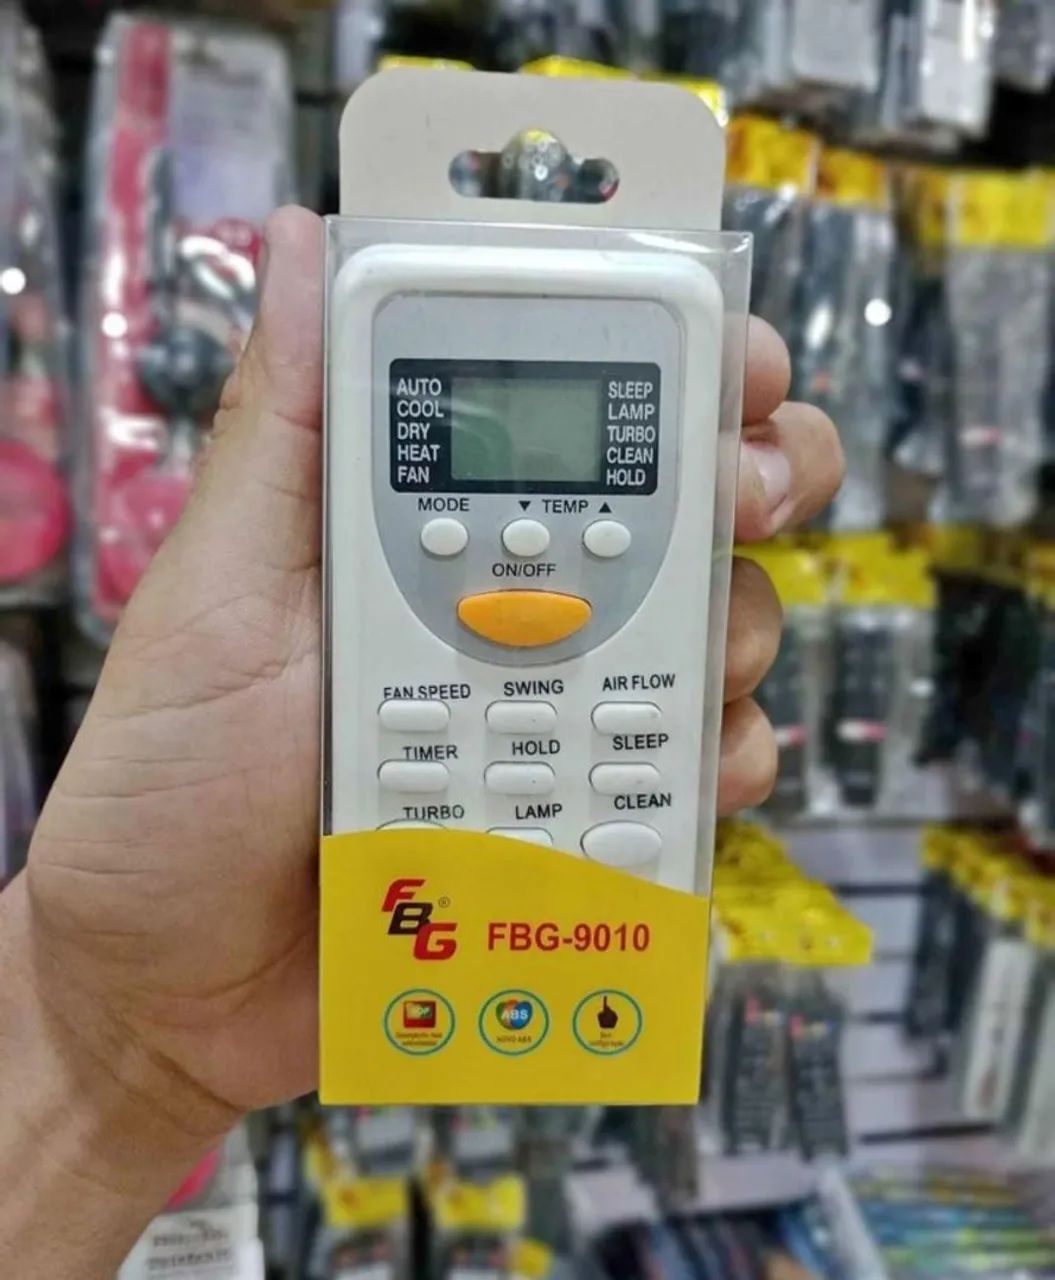 AUTO SLEEP
COOL LAMP
DRY TURBO
HEAT CLEAN
FAN HOLD
MODE ▼ TEMP ▲
ON/OFF
FAN SPEED SWING AIR FLOW
TIMER HOLD SLEEP
TURBO LAMP CLEAN
FBG® FBG-9010
ABS